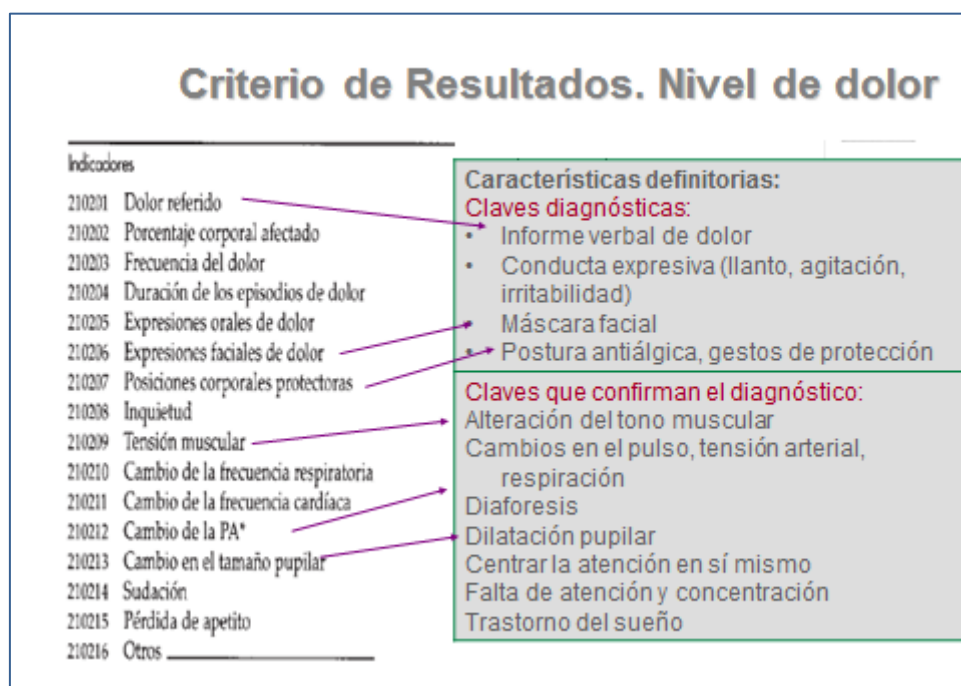 Criterio de Resultados. Nivel de dolor
Indicadores
210201 Dolor referido
210202 Porcentaje corporal afectado
210203 Frecuencia del dolor
210204 Duración de los episodios de dolor
210205 Expresiones orales de dolor
210206 Expresiones faciales de dolor
210207 Posiciones corporales protectoras
210208 Inquietud
210209 Tensión muscular
210210 Cambio de la frecuencia respiratoria
210211 Cambio de la frecuencia cardíaca
210212 Cambio de la PA*
210213 Cambio en el tamaño pupilar
210214 Sudación
210215 Pérdida de apetito
210216 Otros
Características definitorias:
Claves diagnósticas:
• Informe verbal de dolor
• Conducta expresiva (llanto, agitación,
irritabilidad)
• Máscara facial
• Postura antiálgica, gestos de protección
Claves que confirman el diagnóstico:
Alteración del tono muscular
Cambios en el pulso, tensión arterial,
respiración
Diaforesis
Dilatación pupilar
Centrar la atención en sí mismo
Falta de atención y concentración
Trastorno del sueño